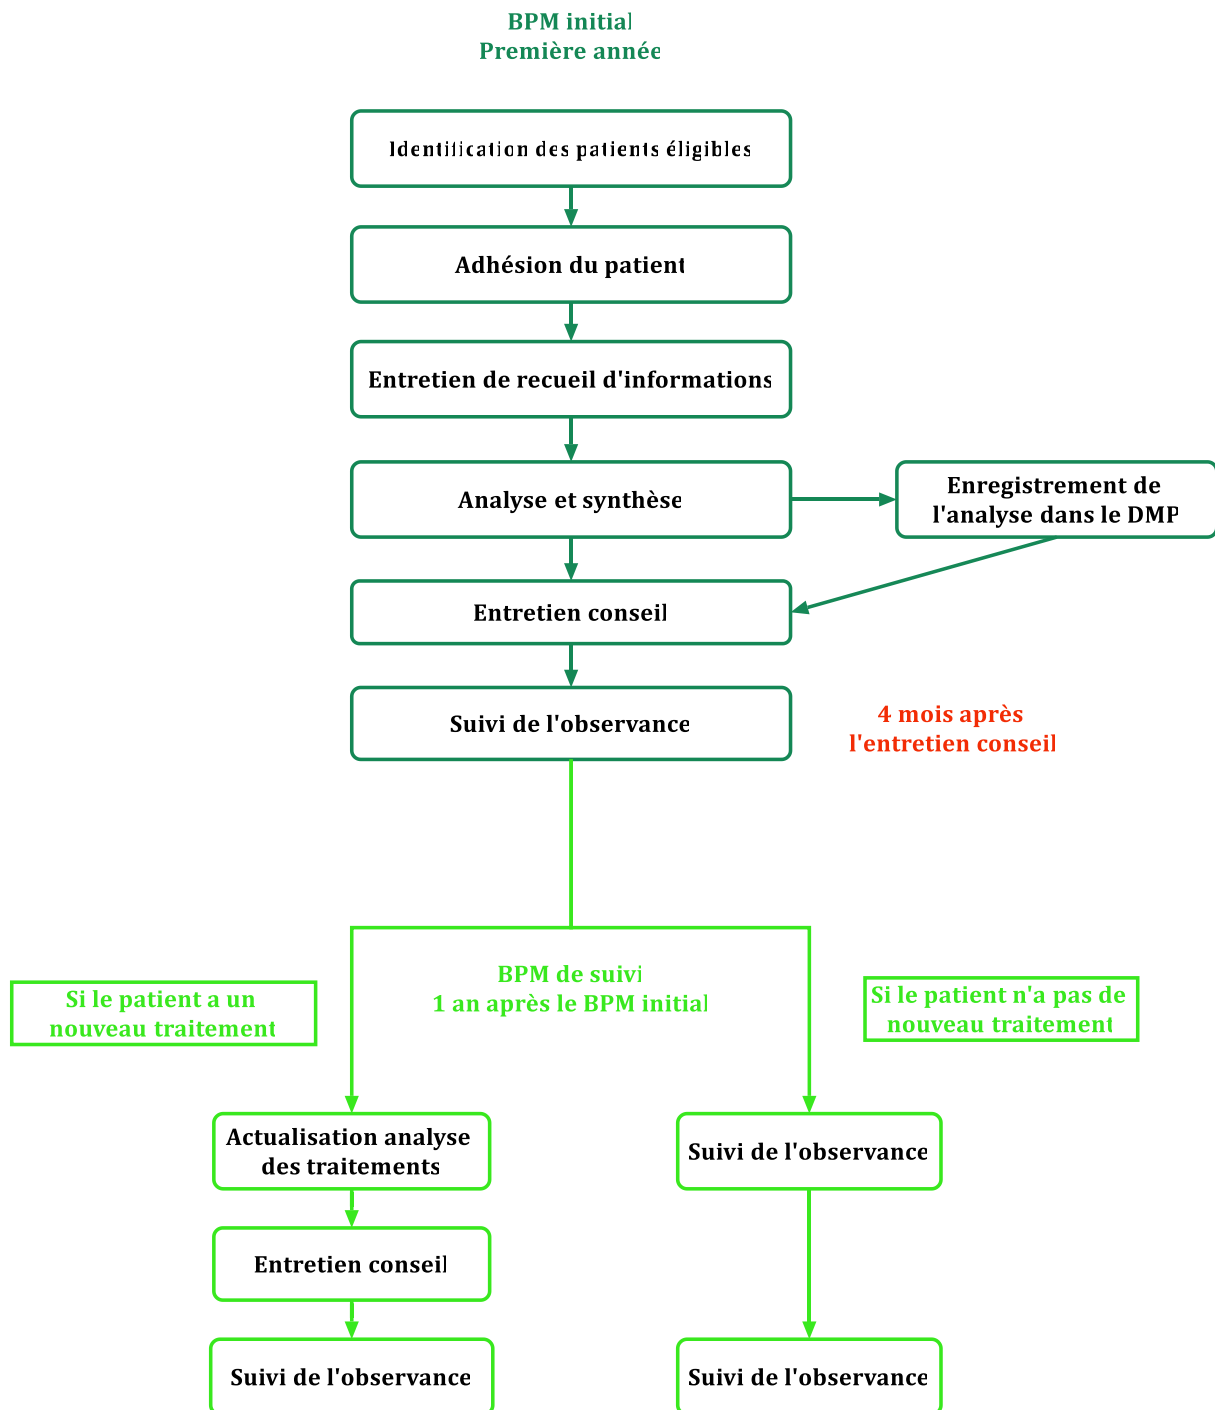 BPM initial
Première année
Identification des patients éligibles
Adhésion du patient
Entretien de recueil d'informations
Analyse et synthèse
Enregistrement de
l'analyse dans le DMP
Entretien conseil
Suivi de l'observance
4 mois après
l'entretien conseil
BPM de suivi
1 an après le BPM initial
Si le patient a un
nouveau traitement
Si le patient n'a pas de
nouveau traitement
Actualisation analyse
des traitements
Suivi de l'observance
Entretien conseil
Suivi de l'observance
Suivi de l'observance